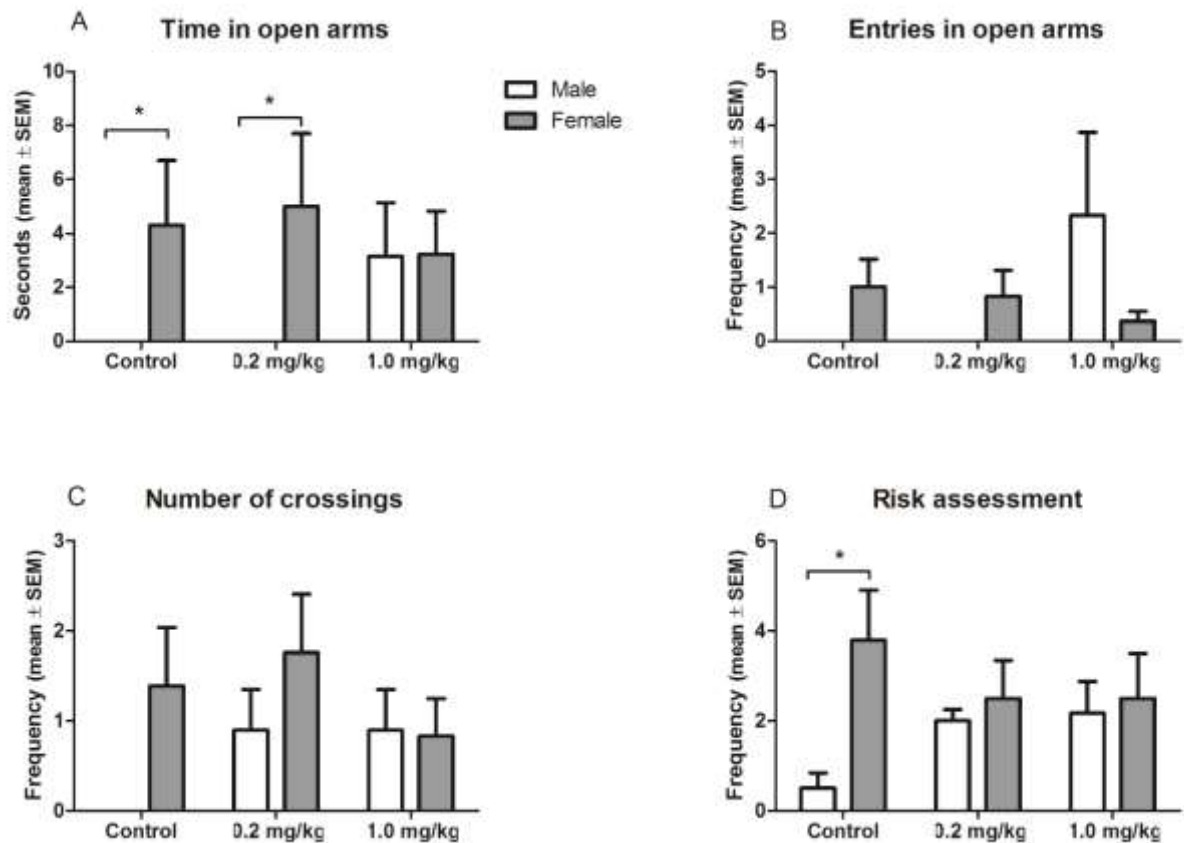 A
Time in open arms
Seconds (mean ± SEM)
10
8
6
4
2
0
*
*
Control
0.2 mg/kg
1.0 mg/kg
Male
Female
B
Entries in open arms
Frequency (mean ± SEM)
5
4
3
2
1
0
Control
0.2 mg/kg
1.0 mg/kg
C
Number of crossings
Frequency (mean ± SEM)
3
2
1
0
Control
0.2 mg/kg
1.0 mg/kg
D
Risk assessment
Frequency (mean ± SEM)
6
4
2
0
*
Control
0.2 mg/kg
1.0 mg/kg